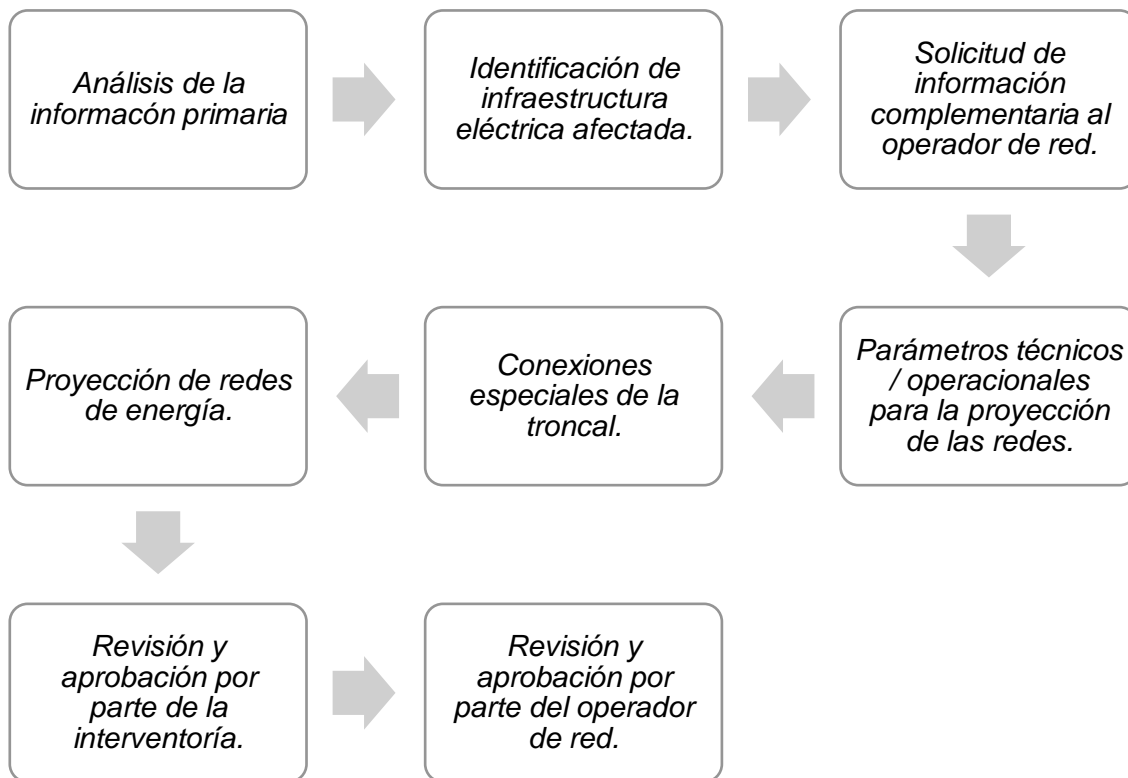 Análisis de la
informacón primaria
Identificación de
infraestructura
eléctrica afectada.
Solicitud de
información
complementaria al
operador de red.
Parámetros técnicos
/ operacionales
para la proyección
de las redes.
Conexiones
especiales de la
troncal.
Proyección de redes
de energía.
Revisión y
aprobación por
parte de la
interventoría.
Revisión y
aprobación por
parte del operador
de red.